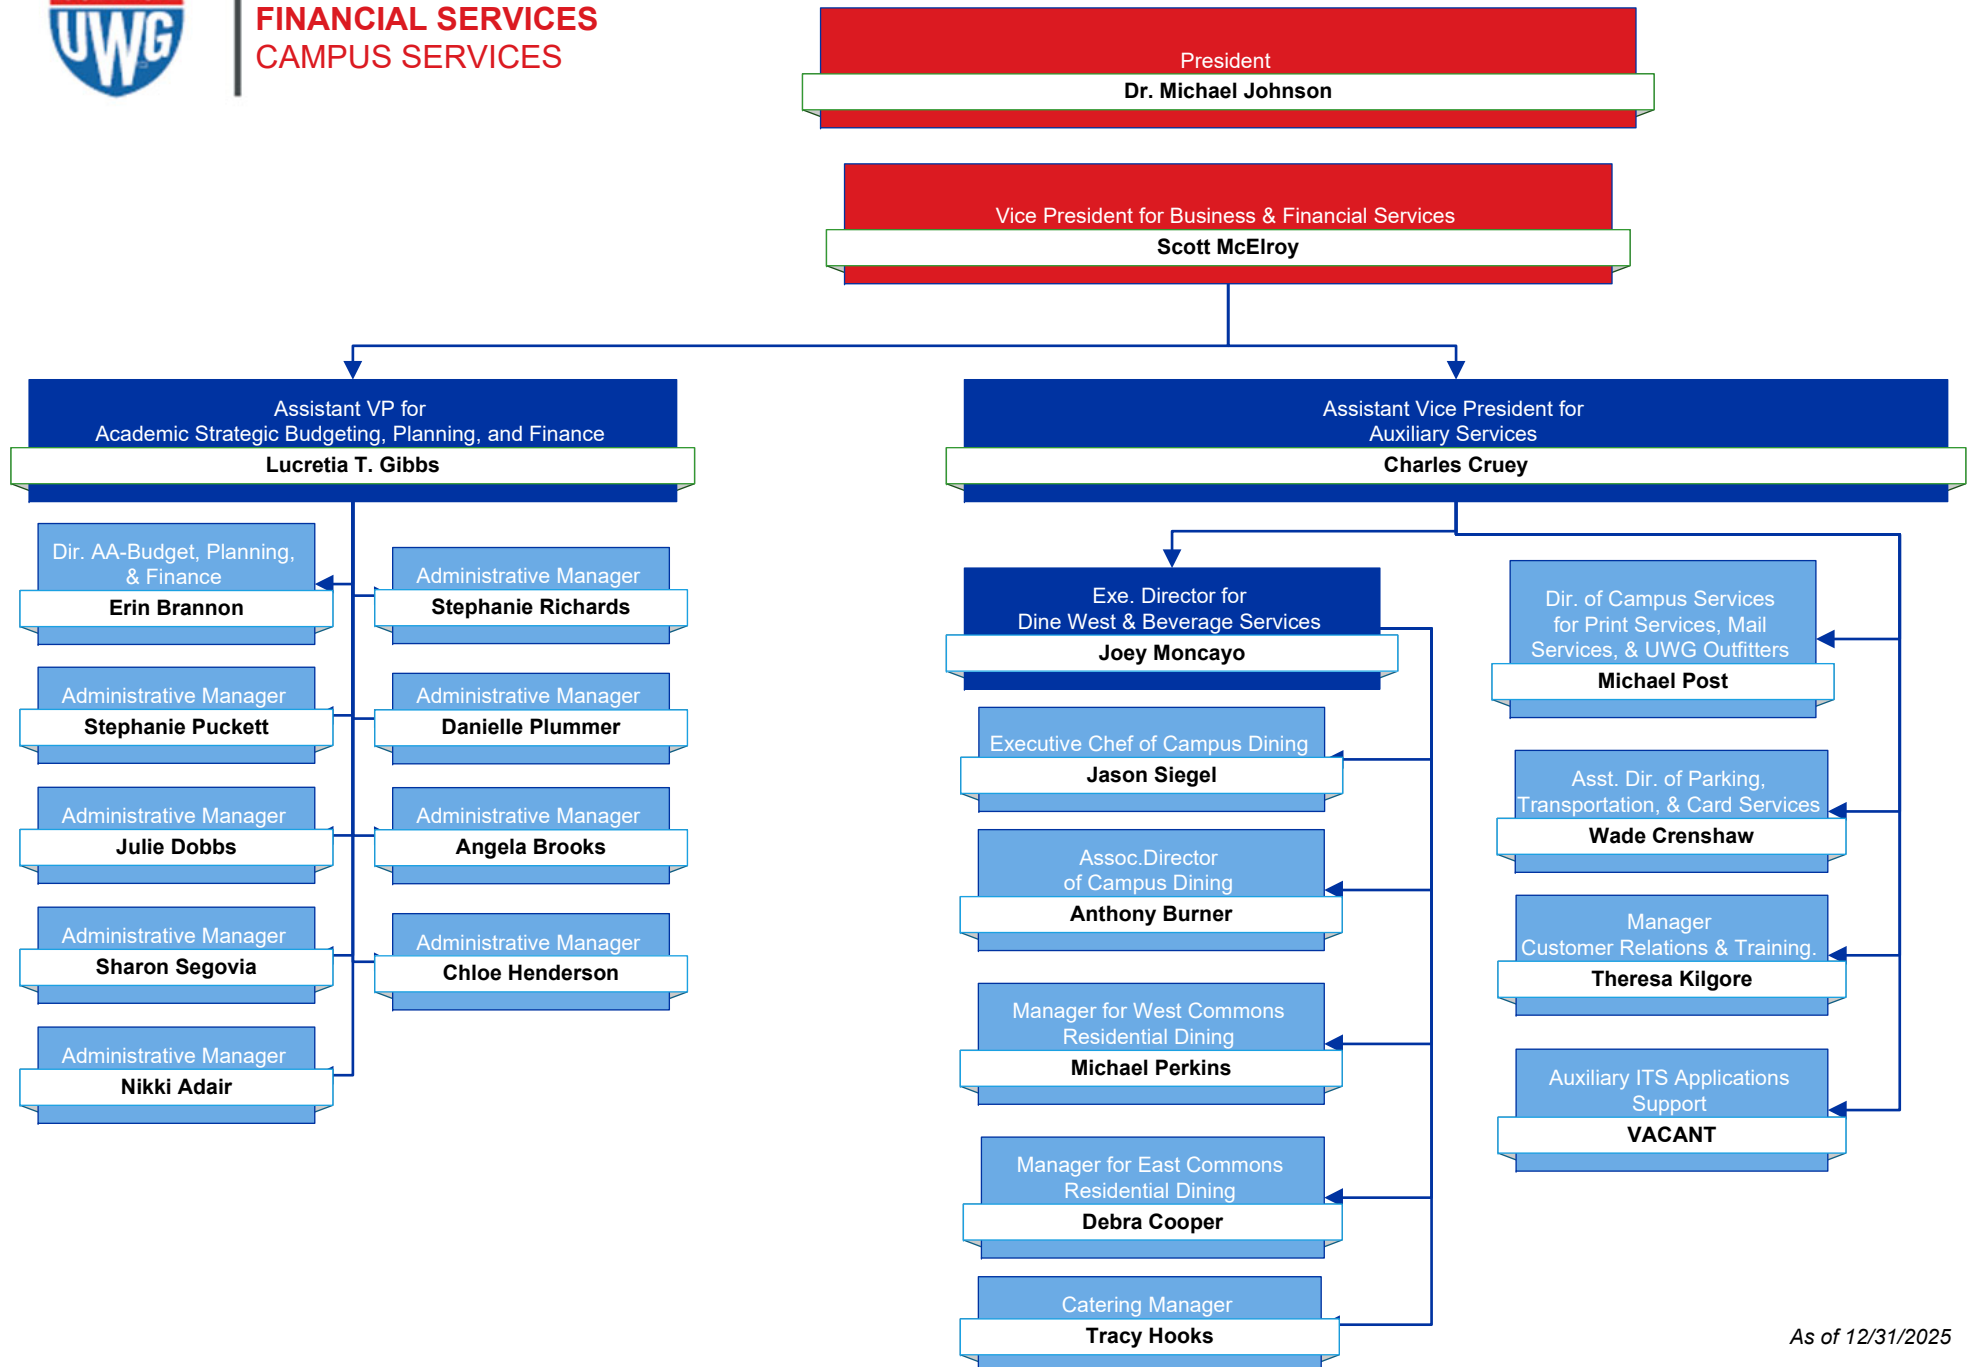 UWG
FINANCIAL SERVICES
CAMPUS SERVICES
President
Dr. Michael Johnson
Vice President for Business & Financial Services
Scott McElroy
Assistant VP for
Academic Strategic Budgeting, Planning, and Finance
Lucretia T. Gibbs
Dir. AA-Budget, Planning,
& Finance
Erin Brannon
Administrative Manager
Stephanie Richards
Administrative Manager
Stephanie Puckett
Administrative Manager
Danielle Plummer
Administrative Manager
Julie Dobbs
Administrative Manager
Angela Brooks
Administrative Manager
Sharon Segovia
Administrative Manager
Chloe Henderson
Administrative Manager
Nikki Adair
Assistant Vice President for
Auxiliary Services
Charles Cruey
Exe. Director for
Dine West & Beverage Services
Joey Moncayo
Executive Chef of Campus Dining
Jason Siegel
Assoc.Director
of Campus Dining
Anthony Burner
Manager for West Commons
Residential Dining
Michael Perkins
Manager for East Commons
Residential Dining
Debra Cooper
Catering Manager
Tracy Hooks
Dir. of Campus Services
for Print Services, Mail
Services, & UWG Outfitters
Michael Post
Asst. Dir. of Parking,
Transportation, & Card Services
Wade Crenshaw
Manager
Customer Relations & Training.
Theresa Kilgore
Auxiliary ITS Applications
Support
VACANT
As of 12/31/2025